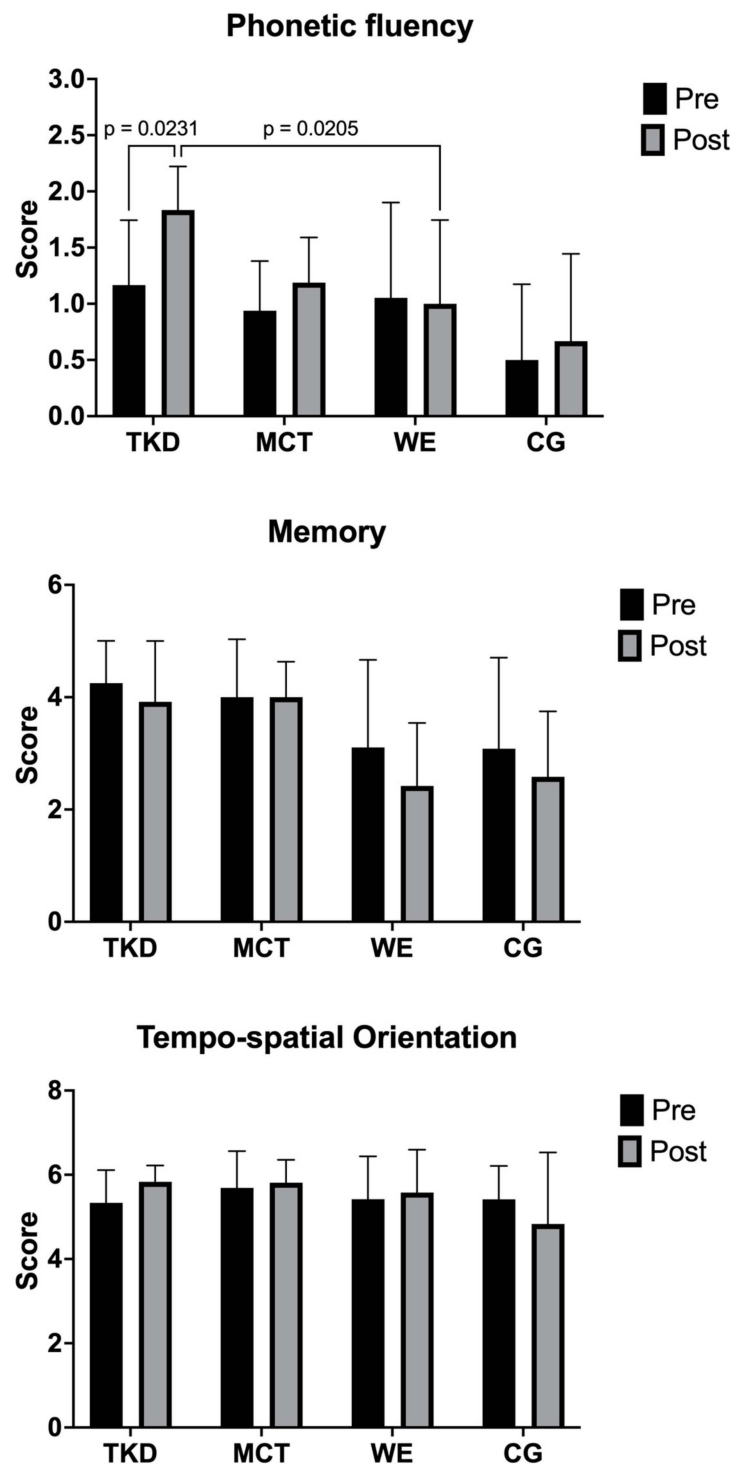 Phonetic fluency
3.0
2.5
2.0
1.5
1.0
0.5
0.0
Score
p = 0.0231
p = 0.0205
Pre
Post
TKD MCT WE CG
Memory
6
4
2
0
Score
Pre
Post
TKD MCT WE CG
Tempo-spatial Orientation
8
6
4
2
0
Score
Pre
Post
TKD MCT WE CG